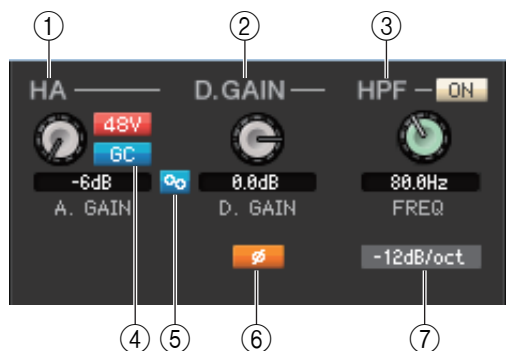 ① ② ③
HA D.GAIN HPF ON
48V
GC
-6dB 0.0dB 80.0Hz
A. GAIN D. GAIN FREQ
ø -12dB/oct
④ ⑤ ⑥ ⑦